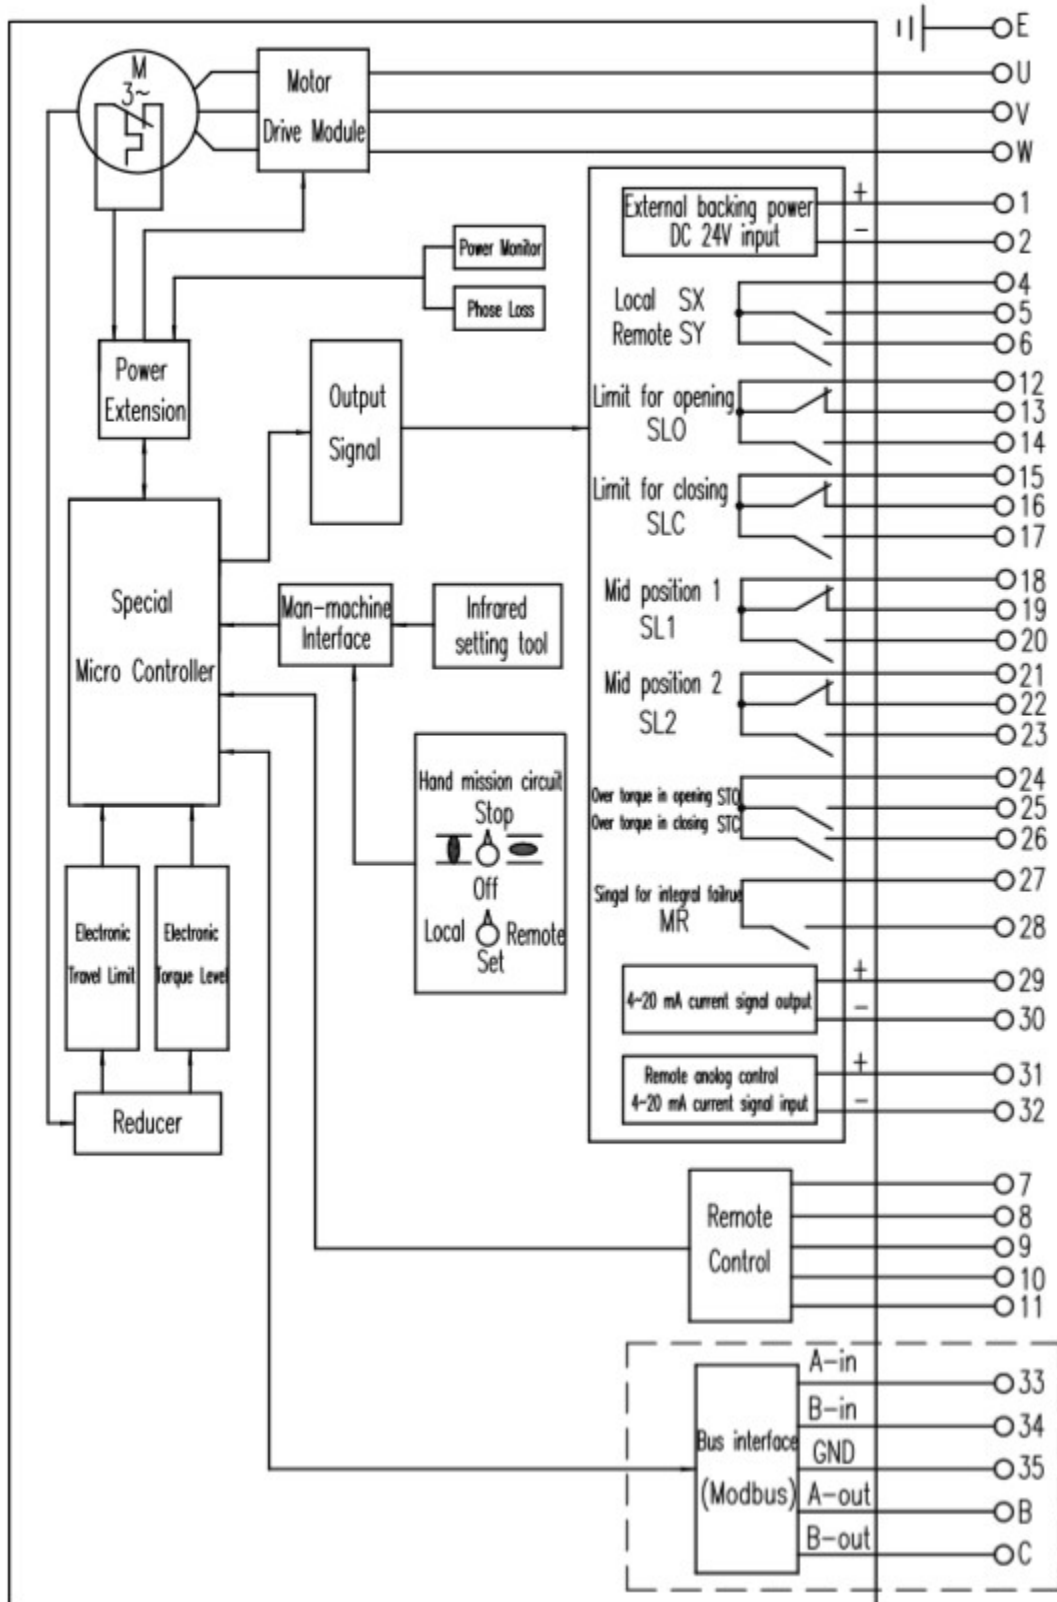 E
M
3~
Motor
Drive Module
U
V
W
External backing power
DC 24V input
+
-
1
2
Power Monitor
Phose Loss
Local SX
Remote SY
4
5
6
Power
Extension
Output
Signal
Limit for opening
SLO
12
13
14
Limit for closing
SLC
15
16
17
Special
Micro Controller
Man-machine
Interface
Infrared
setting tool
Mid position 1
SL1
18
19
20
Mid position 2
SL2
21
22
23
Hand mission circuit
Stop
Off
Local
Remote
Set
Over torque in opening STO
Over torque in closing STC
24
25
26
Singal for integral failrue
MR
27
28
Electronic
Travel Limit
Electronic
Torque Level
4~20 mA current signal output
+
-
29
30
Remote analog control
4~20 mA current signal input
+
-
31
32
Reducer
Remote
Control
7
8
9
10
11
Bus interface
(Modbus)
A-in
33
B-in
34
GND
35
A-out
B
B-out
C